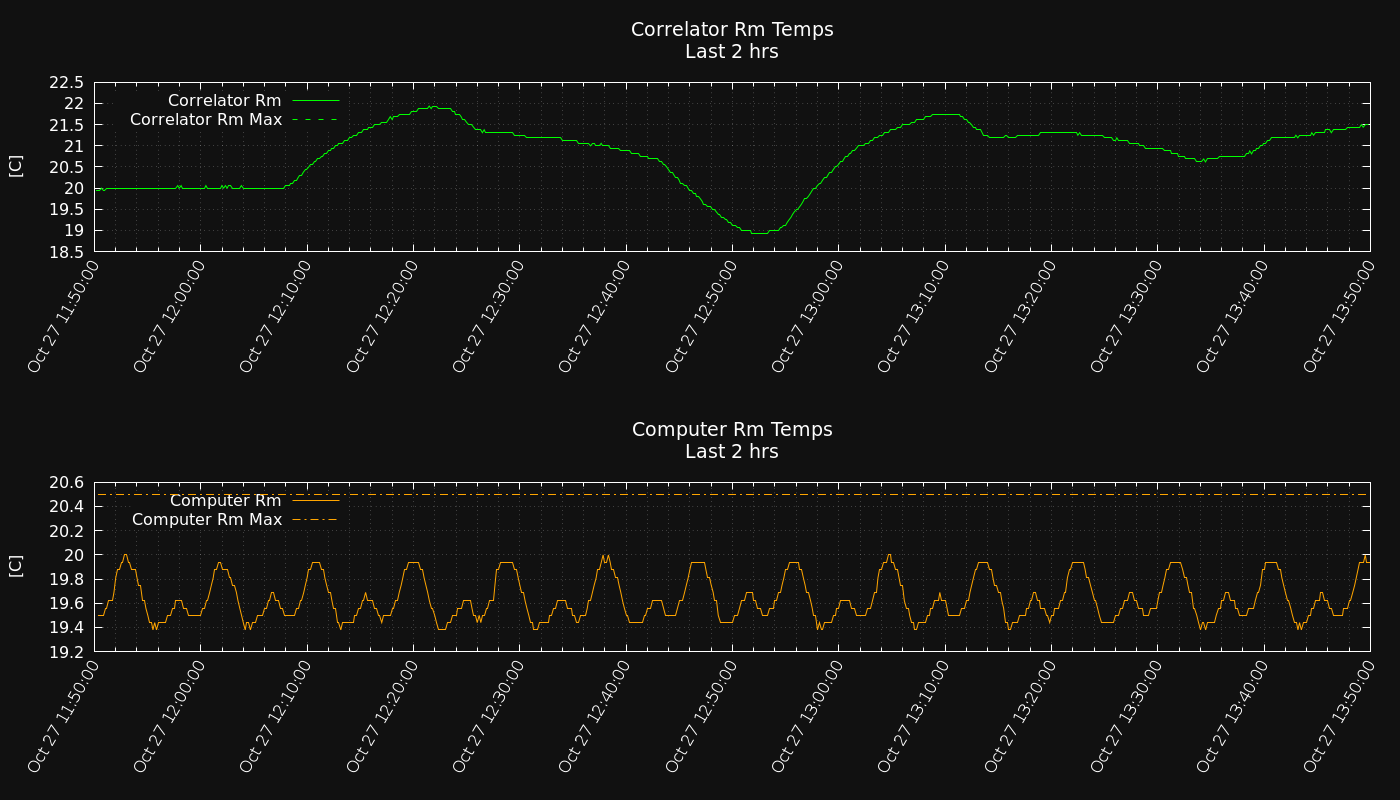 Correlator Rm Temps
Last 2 hrs
22.5
22
21.5
21
20.5
20
19.5
19
18.5
[C]
Correlator Rm
Correlator Rm Max
Oct 27 11:50:00
Oct 27 12:00:00
Oct 27 12:10:00
Oct 27 12:20:00
Oct 27 12:30:00
Oct 27 12:40:00
Oct 27 12:50:00
Oct 27 13:00:00
Oct 27 13:10:00
Oct 27 13:20:00
Oct 27 13:30:00
Oct 27 13:40:00
Oct 27 13:50:00
Computer Rm Temps
Last 2 hrs
20.6
20.4
20.2
20
19.8
19.6
19.4
19.2
[C]
Computer Rm
Computer Rm Max
Oct 27 11:50:00
Oct 27 12:00:00
Oct 27 12:10:00
Oct 27 12:20:00
Oct 27 12:30:00
Oct 27 12:40:00
Oct 27 12:50:00
Oct 27 13:00:00
Oct 27 13:10:00
Oct 27 13:20:00
Oct 27 13:30:00
Oct 27 13:40:00
Oct 27 13:50:00